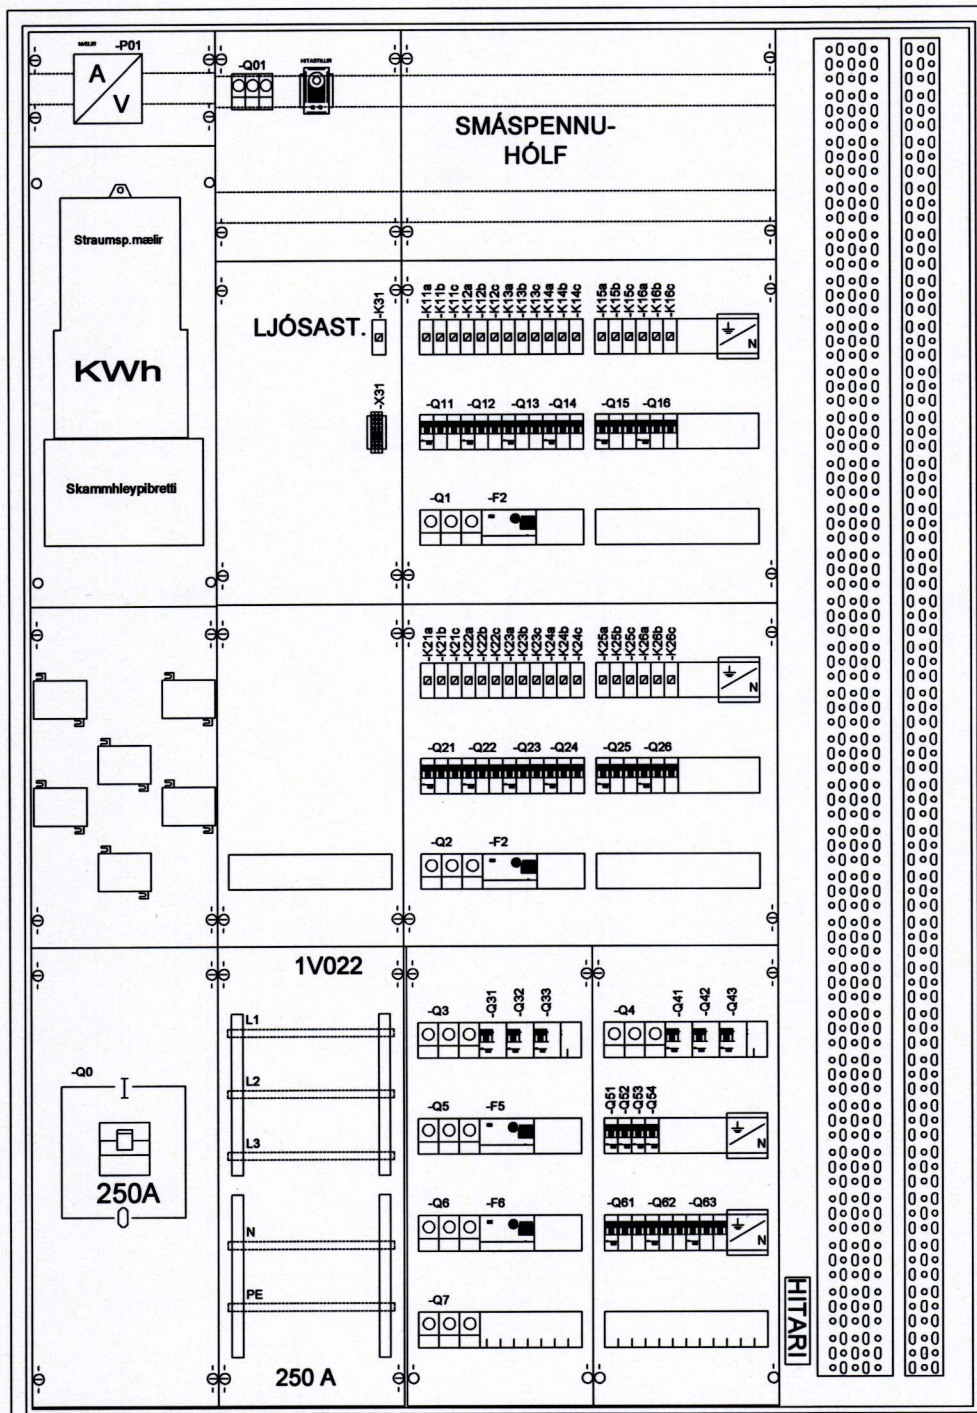 MÆLIR
-P01
A
V
-Q01
HITASTILLIR
SMÁSPENNU-
HÓLF
Straumsp.mælir
KWh
Skammhleypibretti
LJÓSAST.
-K31
-X31
-K11a
-K11b
-K11c
-K12a
-K12b
-K12c
-K13a
-K13b
-K13c
-K14a
-K14b
-K14c
-K15a
-K15b
-K15c
-K16a
-K16b
-K16c
N
-Q11
-Q12
-Q13
-Q14
-Q15
-Q16
-Q1
-F2
-K21a
-K21b
-K21c
-K22a
-K22b
-K22c
-K23a
-K23b
-K23c
-K24a
-K24b
-K24c
-K25a
-K25b
-K25c
-K26a
-K26b
-K26c
N
-Q21
-Q22
-Q23
-Q24
-Q25
-Q26
-Q2
-F2
-Q0
250A
1V022
L1
L2
L3
N
PE
250 A
-Q3
-Q31
-Q32
-Q33
-Q4
-Q41
-Q42
-Q43
-Q5
-F5
-Q51
-Q52
-Q53
-Q54
N
-Q6
-F6
-Q61
-Q62
-Q63
N
-Q7
HITARI